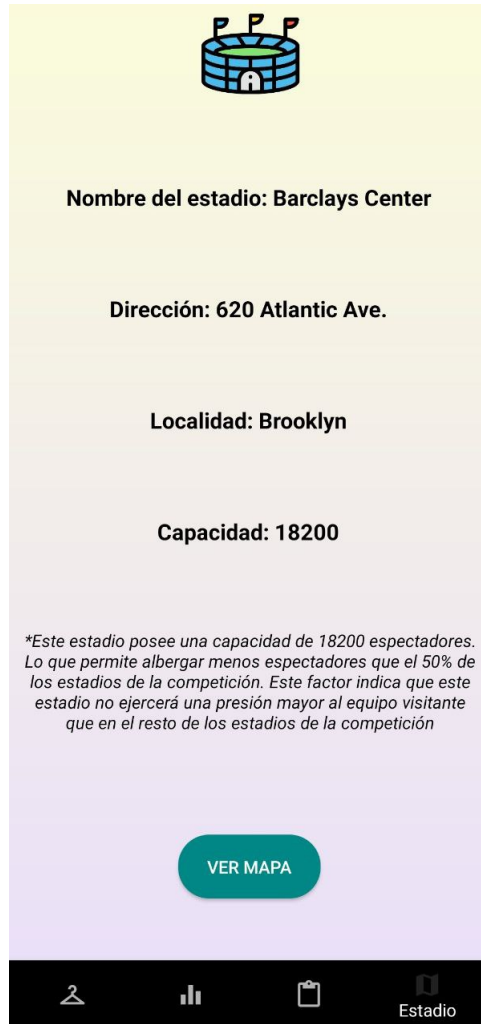 Nombre del estadio: Barclays Center
Dirección: 620 Atlantic Ave.
Localidad: Brooklyn
Capacidad: 18200
*Este estadio posee una capacidad de 18200 espectadores.
Lo que permite albergar menos espectadores que el 50% de
los estadios de la competición. Este factor indica que este
estadio no ejercerá una presión mayor al equipo visitante
que en el resto de los estadios de la competición
VER MAPA
Estadio